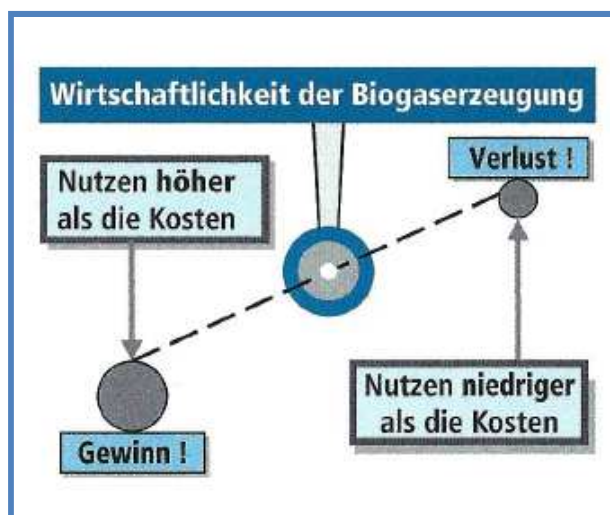 Wirtschaftlichkeit der Biogaserzeugung
Verlust !
Nutzen höher
als die Kosten
Nutzen niedriger
als die Kosten
Gewinn !